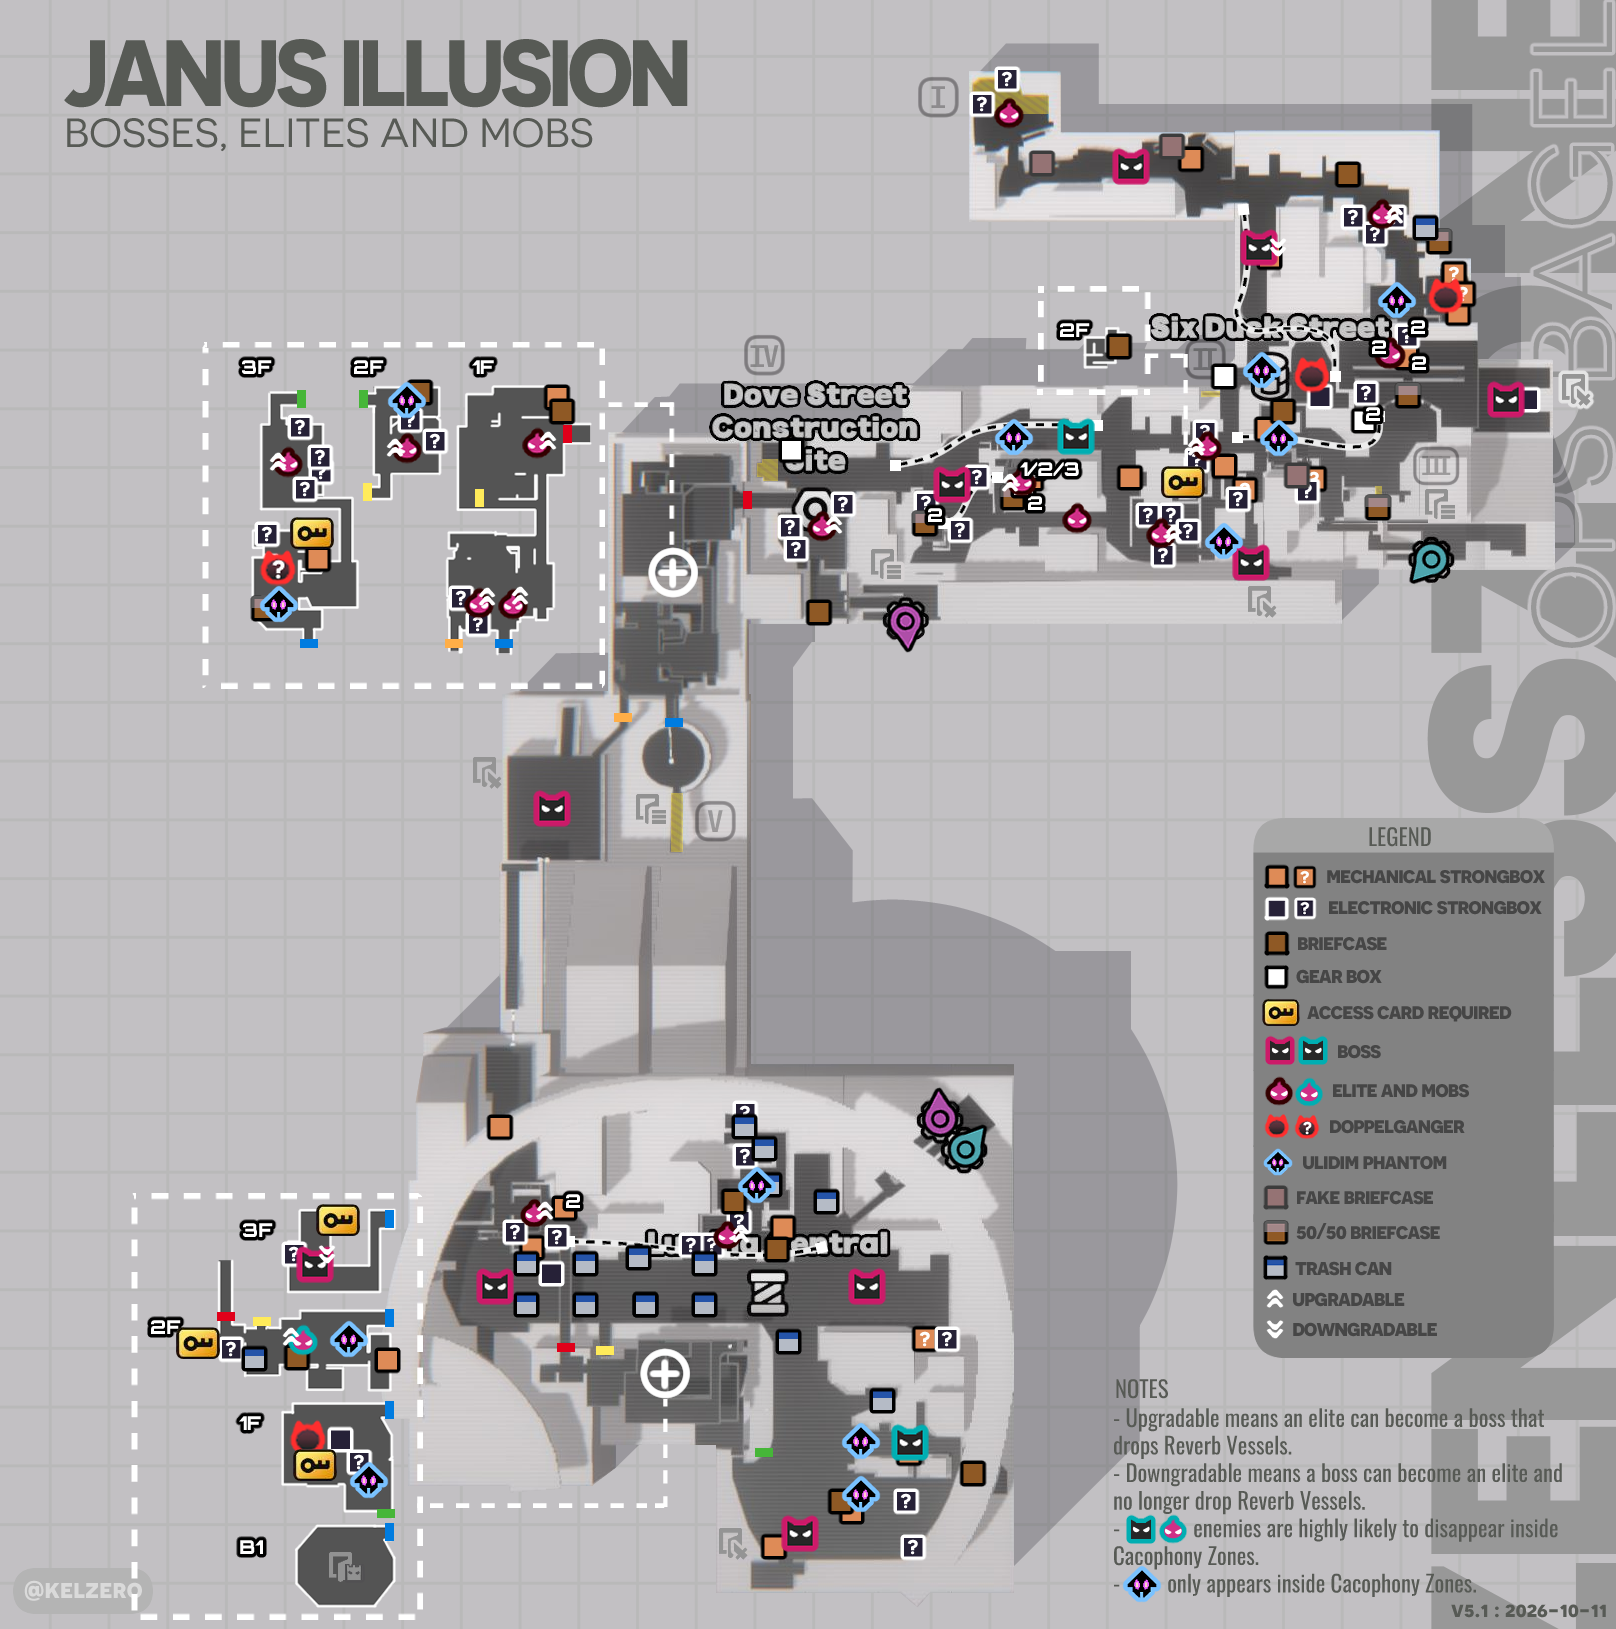 JANUS ILLUSION
BOSSES, ELITES AND MOBS
I
Six Duck Street
II
2F
IV
Dove Street
Construction
Site
III
1/2/3
2
2
2
2
2
2
3F
2F
1F
V
2
3F
2F
1F
B1
LEGEND
MECHANICAL STRONGBOX
ELECTRONIC STRONGBOX
BRIEFCASE
GEAR BOX
ACCESS CARD REQUIRED
BOSS
ELITE AND MOBS
DOPPELGANGER
ULIDIM PHANTOM
FAKE BRIEFCASE
50/50 BRIEFCASE
TRASH CAN
UPGRADABLE
DOWNGRADABLE
NOTES
- Upgradable means an elite can become a boss that
drops Reverb Vessels.
- Downgradable means a boss can become an elite and
no longer drop Reverb Vessels.
- enemies are highly likely to disappear inside
Cacophony Zones.
- only appears inside Cacophony Zones.
@KELZERO
V5.1 : 2026-10-11